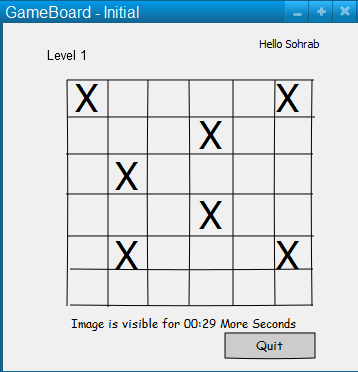 GameBoard - Initial
Hello Sohrab
Level 1
X X
X
X
X
X X
Image is visible for 00:29 More Seconds
Quit